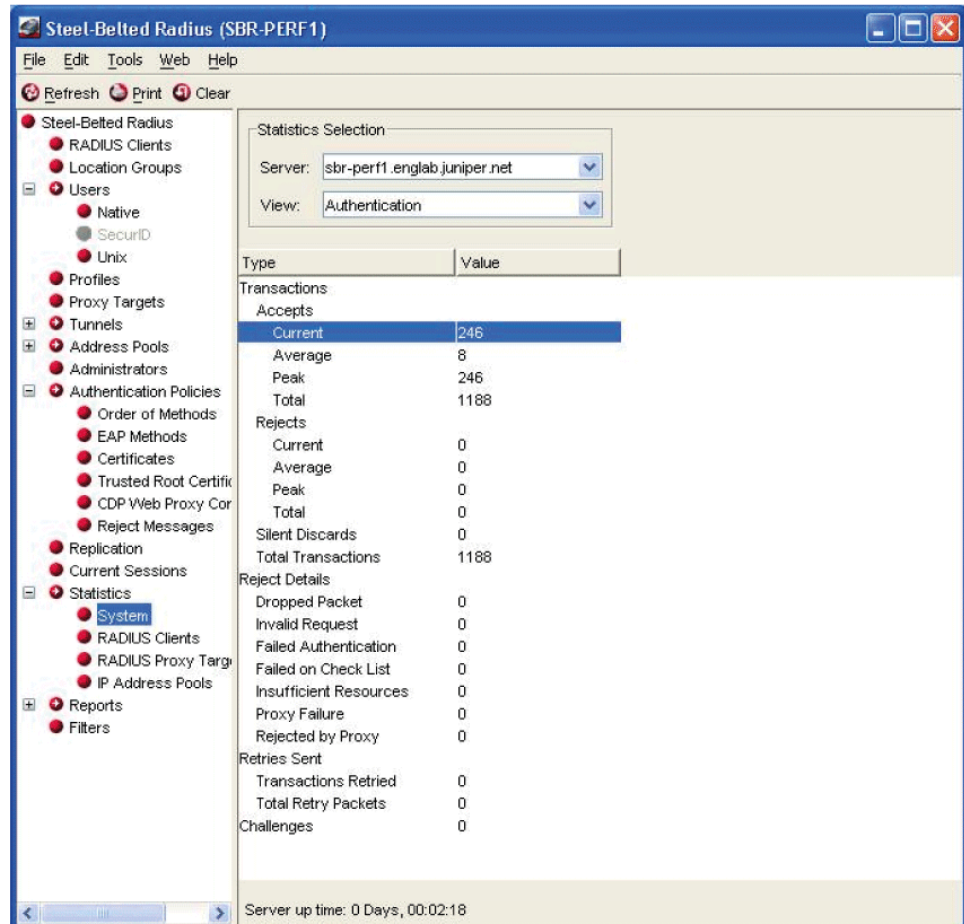 Steel-Belted Radius (SBR-PERF1)
File Edit Tools Web Help
Refresh Print Clear
Steel-Belted Radius
RADIUS Clients
Location Groups
Users
Native
SecurID
Unix
Profiles
Proxy Targets
Tunnels
Address Pools
Administrators
Authentication Policies
Order of Methods
EAP Methods
Certificates
Trusted Root Certific
CDP Web Proxy Cor
Reject Messages
Replication
Current Sessions
Statistics
System
RADIUS Clients
RADIUS Proxy Targ
IP Address Pools
Reports
Filters
Statistics Selection
Server: sbr-perf1.englab.juniper.net
View: Authentication
Type Value
Transactions
Accepts
Current 246
Average 8
Peak 246
Total 1188
Rejects
Current 0
Average 0
Peak 0
Total 0
Silent Discards 0
Total Transactions 1188
Reject Details
Dropped Packet 0
Invalid Request 0
Failed Authentication 0
Failed on Check List 0
Insufficient Resources 0
Proxy Failure 0
Rejected by Proxy 0
Retries Sent
Transactions Retried 0
Total Retry Packets 0
Challenges 0
Server up time: 0 Days, 00:02:18